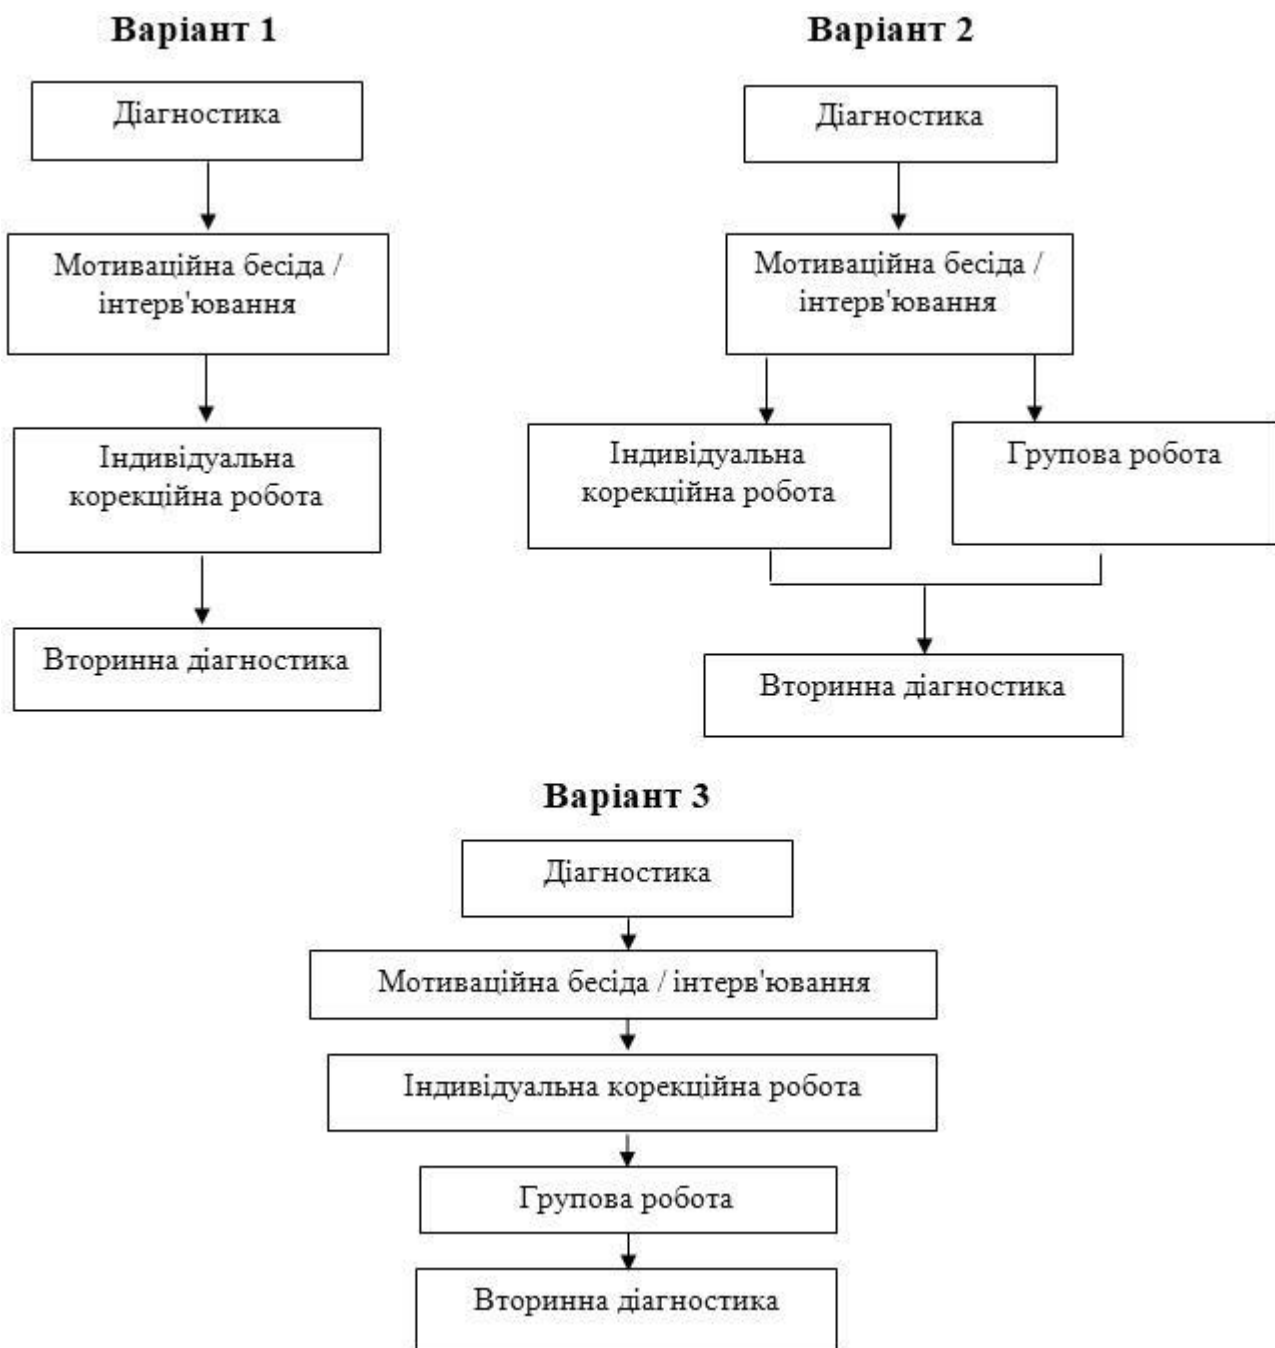 Варіант 1
Діагностика
Мотиваційна бесіда /
інтерв'ювання
Індивідуальна
корекційна робота
Вторинна діагностика
Варіант 2
Діагностика
Мотиваційна бесіда /
інтерв'ювання
Індивідуальна
корекційна робота
Групова робота
Вторинна діагностика
Варіант 3
Діагностика
Мотиваційна бесіда / інтерв'ювання
Індивідуальна корекційна робота
Групова робота
Вторинна діагностика